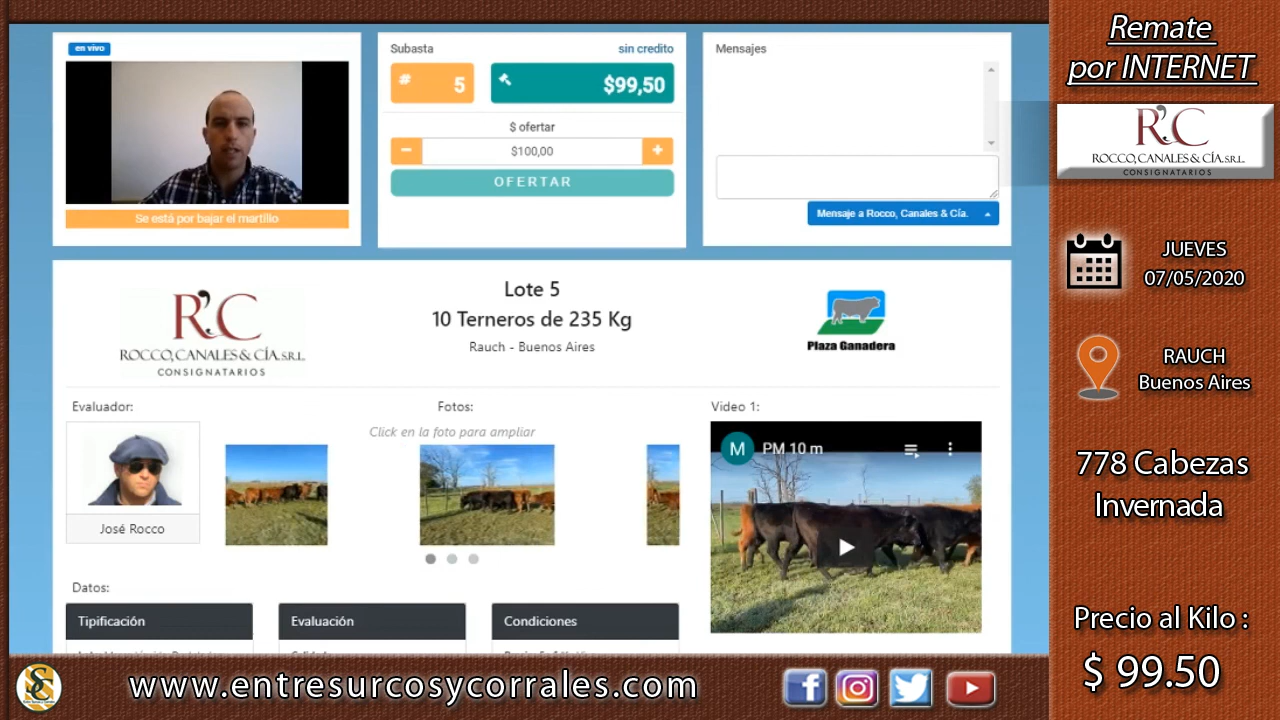 en vivo
Se está por bajar el martillo
Subasta
sin credito
# 5
$99,50
$ ofertar
− $100,00 +
OFERTAR
Mensajes
Mensaje a Rocco, Canales & Cía.
R'C
ROCCO, CANALES & CÍA. S.R.L.
CONSIGNATARIOS
Lote 5
10 Terneros de 235 Kg
Rauch - Buenos Aires
Plaza Ganadera
Evaluador:
José Rocco
Fotos:
Click en la foto para ampliar
Video 1:
M PM 10 m
Datos:
Tipificación
Evaluación
Condiciones
www.entresurcosycorrales.com
Remate
por INTERNET
R'C
ROCCO, CANALES & CÍA. S.R.L.
CONSIGNATARIOS
JUEVES
07/05/2020
RAUCH
Buenos Aires
778 Cabezas
Invernada
Precio al Kilo :
$ 99.50